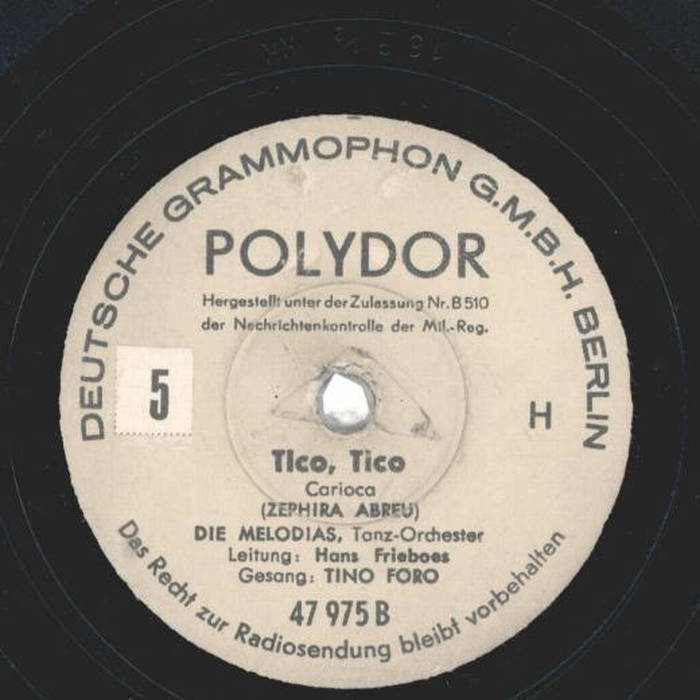 DEUTSCHE GRAMMOPHON G.M.B.H. BERLIN
POLYDOR
Hergestellt unter der Zulassung Nr. B 510
der Nachrichtenkontrolle der Mil.-Reg.
5
H
Tico, Tico
Carioca
(ZEPHIRA ABREU)
DIE MELODIAS, Tanz-Orchester
Leitung: Hans Frieboes
Gesang: TINO FORO
47 975 B
Das Recht zur Radiosendung bleibt vorbehalten